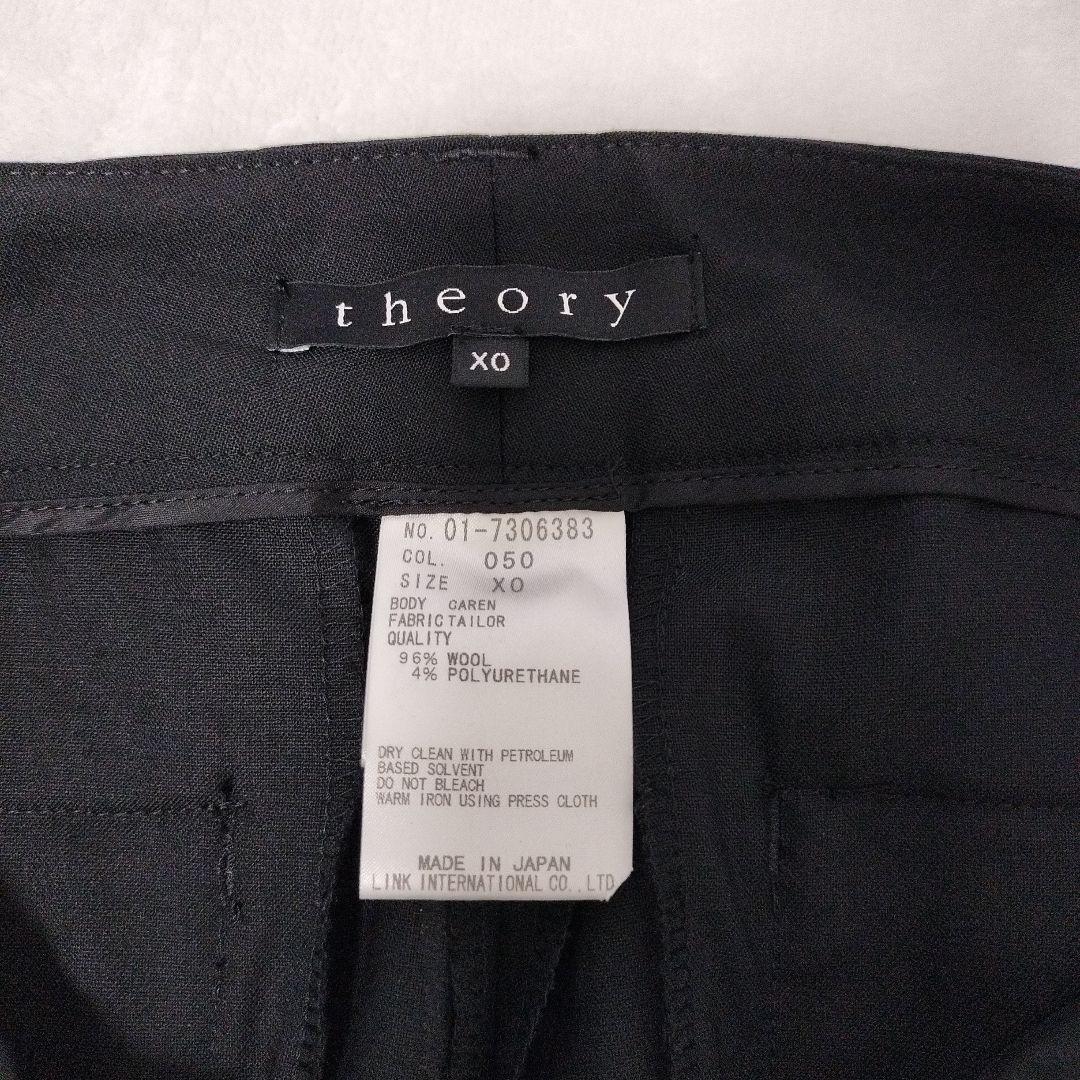 theory
XO
NO. 01-7306383
COL. 050
SIZE XO
BODY CAREN
FABRIC TAILOR
QUALITY
96% WOOL
4% POLYURETHANE
DRY CLEAN WITH PETROLEUM
BASED SOLVENT
DO NOT BLEACH
WARM IRON USING PRESS CLOTH
MADE IN JAPAN
LINK INTERNATIONAL CO.,LTD